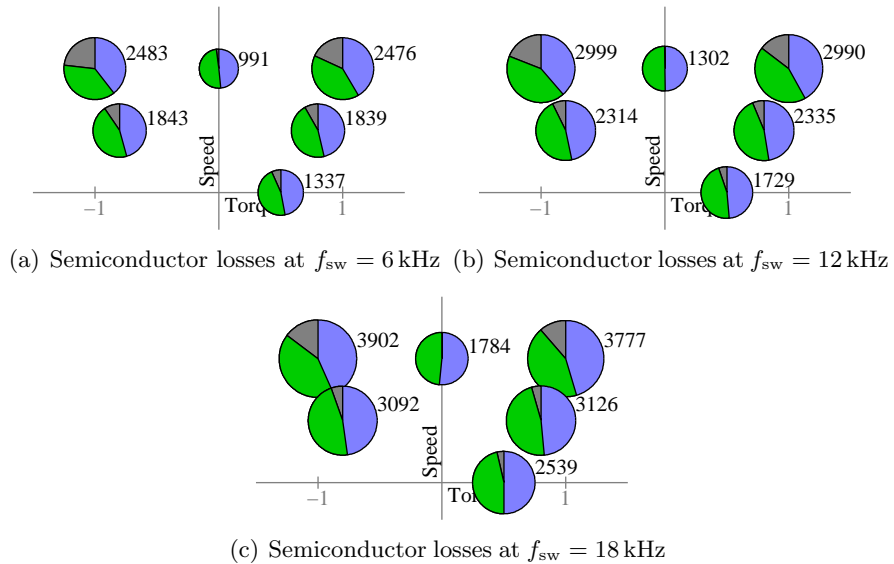 2483 991 2476
1843 1839
Speed
1337
−1 Torq 1
(a) Semiconductor losses at fsw = 6 kHz
2999 1302 2990
2314 2335
Speed
1729
−1 Torq 1
(b) Semiconductor losses at fsw = 12 kHz
3902 1784 3777
3092 3126
Speed
2539
−1 Tor 1
(c) Semiconductor losses at fsw = 18 kHz